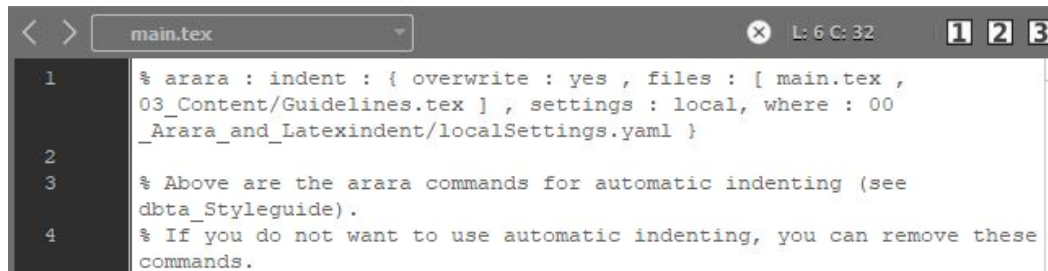 main.tex L: 6 C: 32 1 2 3
1 % arara : indent : { overwrite : yes , files : [ main.tex ,
03_Content/Guidelines.tex ] , settings : local, where : 00
_Arara_and_Latexindent/localSettings.yaml }
2
3 % Above are the arara commands for automatic indenting (see
dbta_Styleguide).
4 % If you do not want to use automatic indenting, you can remove these
commands.